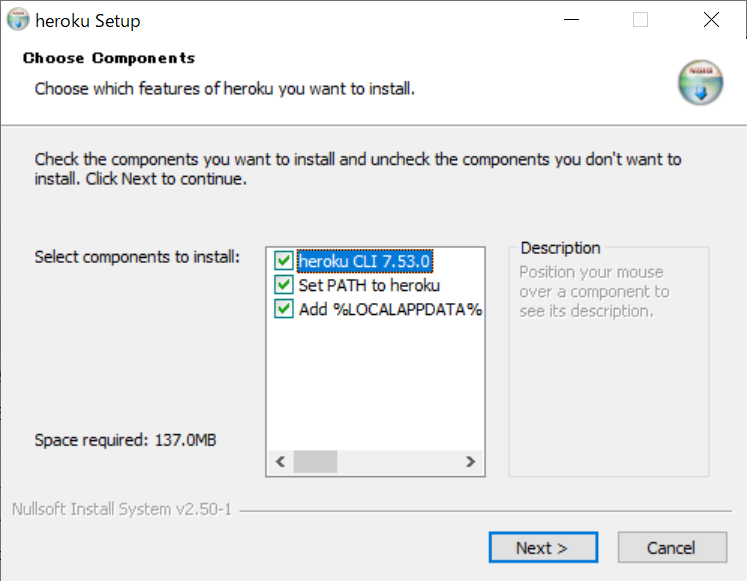 heroku Setup
Choose Components
Choose which features of heroku you want to install.
Check the components you want to install and uncheck the components you don't want to
install. Click Next to continue.
Select components to install:
heroku CLI 7.53.0
Set PATH to heroku
Add %LOCALAPPDATA%
Description
Position your mouse
over a component to
see its description.
Space required: 137.0MB
Nullsoft Install System v2.50-1
Next >
Cancel